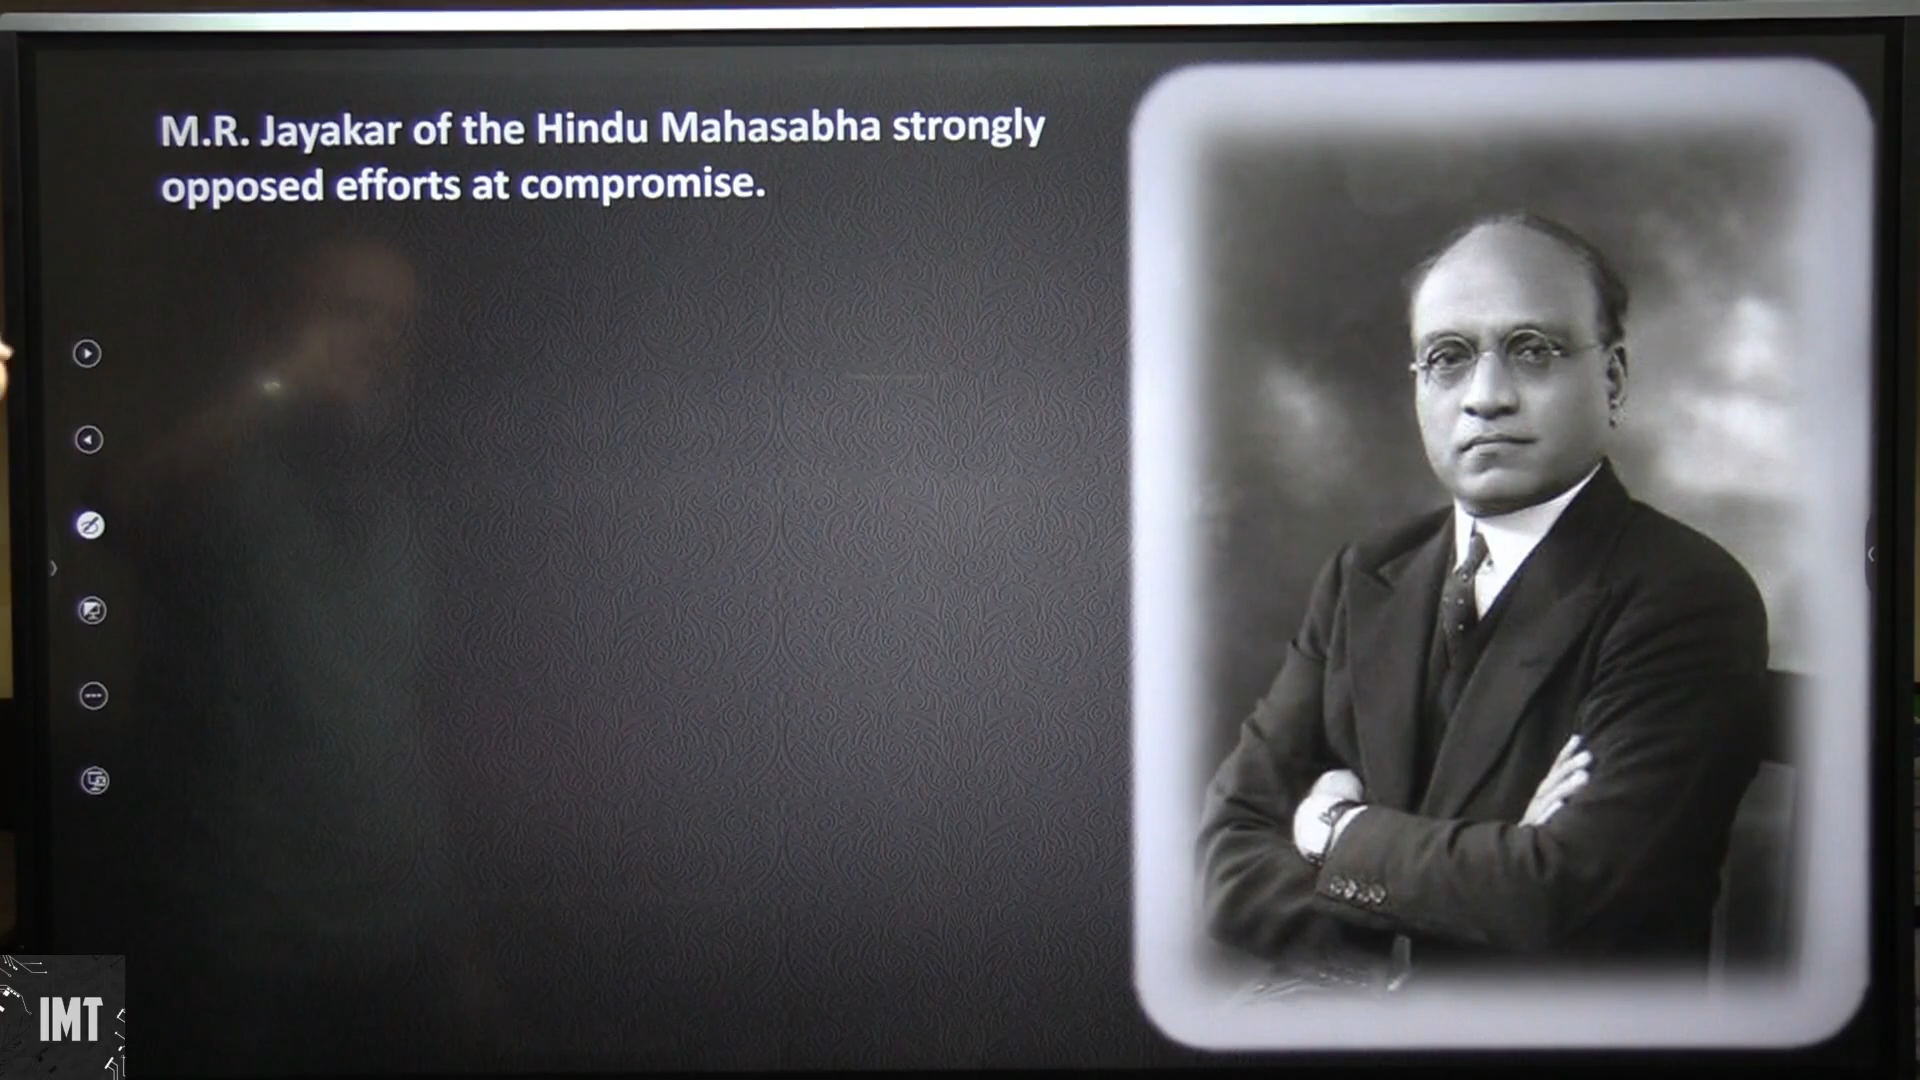 M.R. Jayakar of the Hindu Mahasabha strongly
opposed efforts at compromise.
IMT